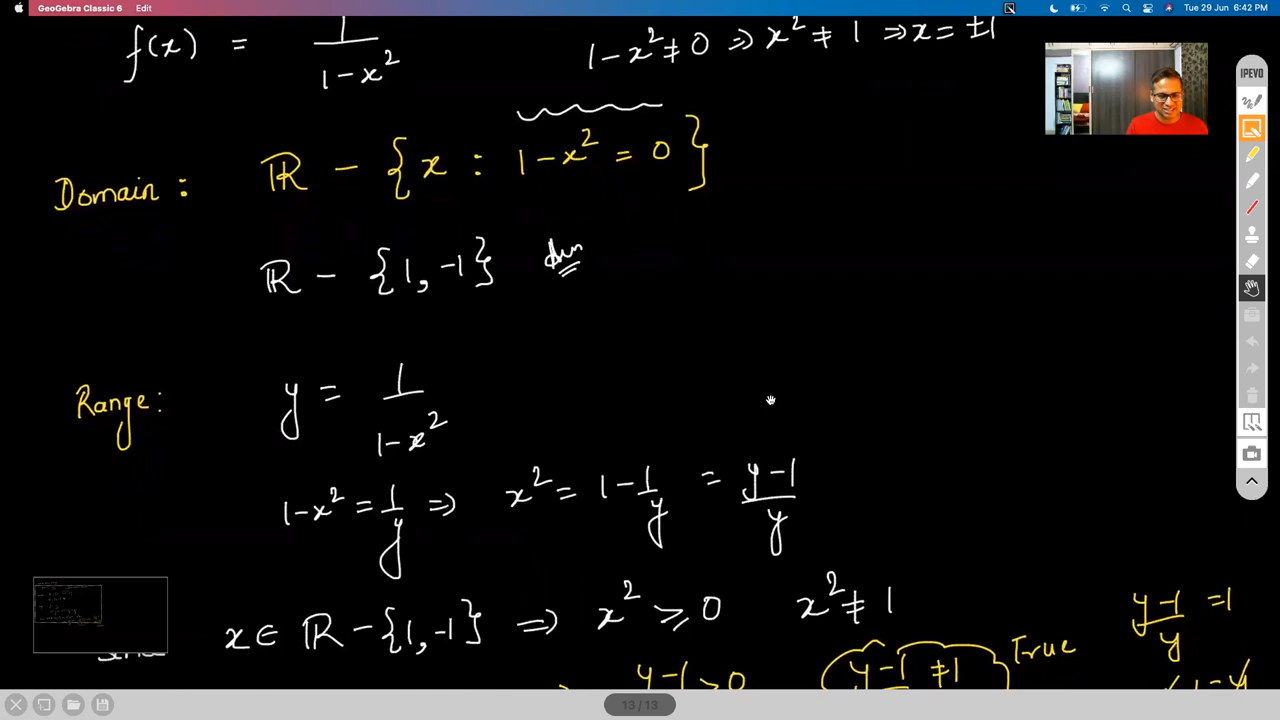 GeoGebra Classic 6 Edit Tue 29 Jun 6:42 PM
f(x) = 1/(1-x²) 1-x² ≠ 0 ⇒ x² ≠ 1 ⇒ x = ±1
IPEVO
Domain: ℝ - {x : 1-x² = 0}
ℝ - {1, -1}
Range: y = 1/(1-x²)
1-x² = 1/y ⇒ x² = 1 - 1/y = (y-1)/y
x ∈ ℝ - {1, -1} ⇒ x² ⩾ 0 x² ≠ 1 (y-1)/y = 1
y-1 ≥ 0 y-1 ≠ 1 True
13 / 13